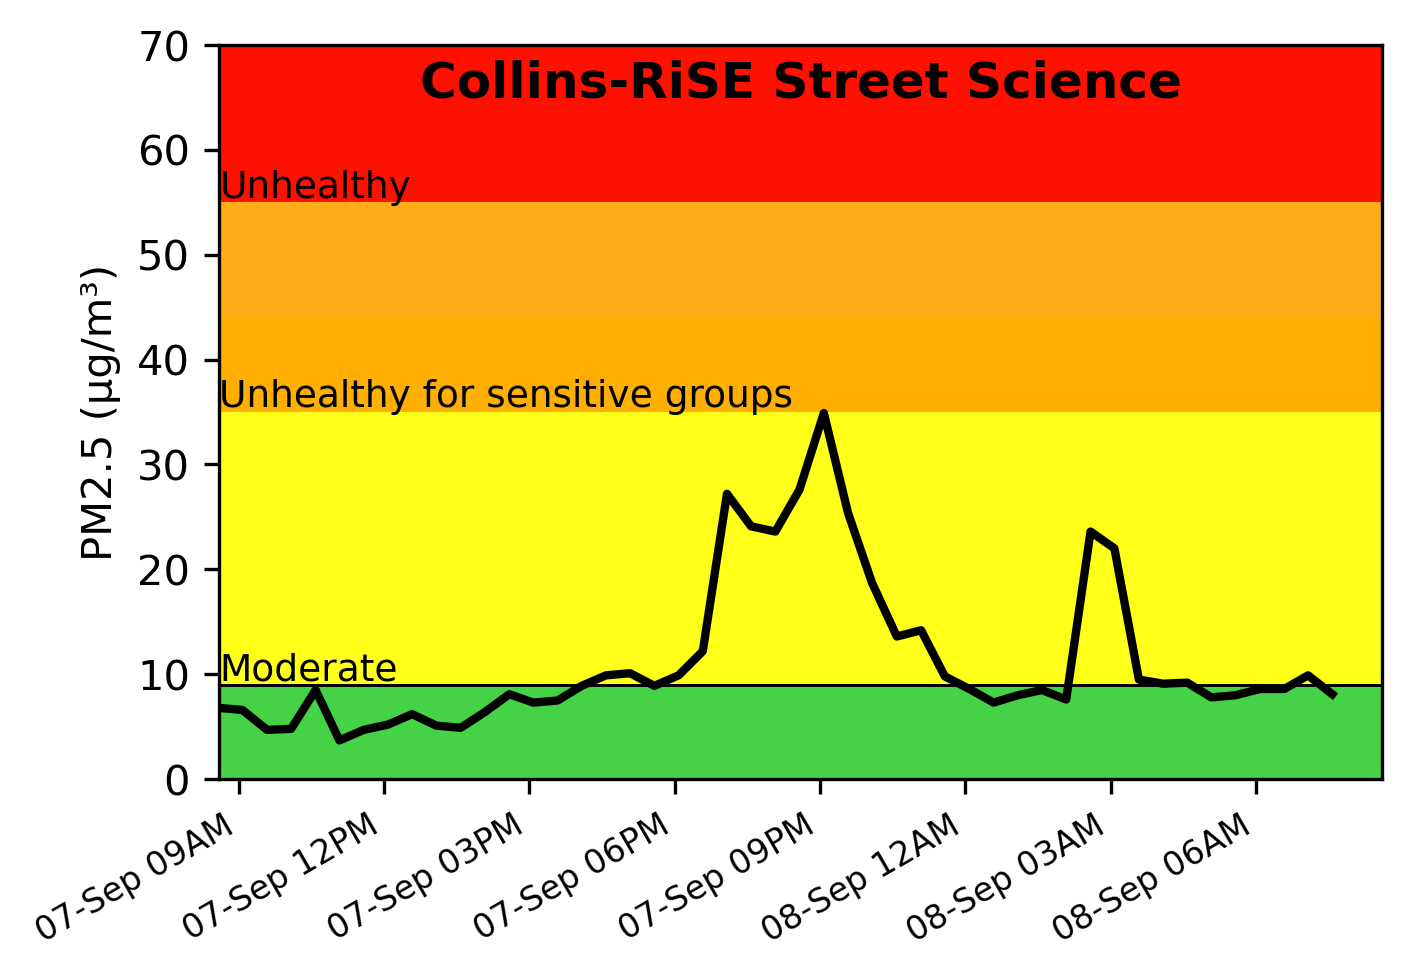 Collins-RiSE Street Science
70
60
Unhealthy
50
40
Unhealthy for sensitive groups
30
20
10
Moderate
0
PM2.5 (µg/m³)
07-Sep 09AM
07-Sep 12PM
07-Sep 03PM
07-Sep 06PM
07-Sep 09PM
08-Sep 12AM
08-Sep 03AM
08-Sep 06AM